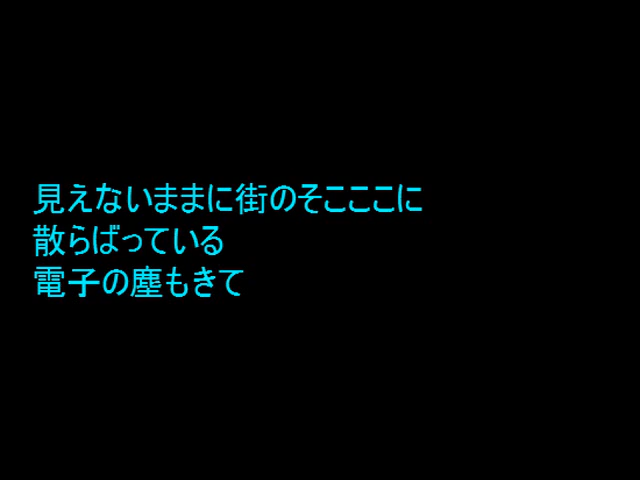 見えないままに街のそこここに
散らばっている
電子の塵もきて